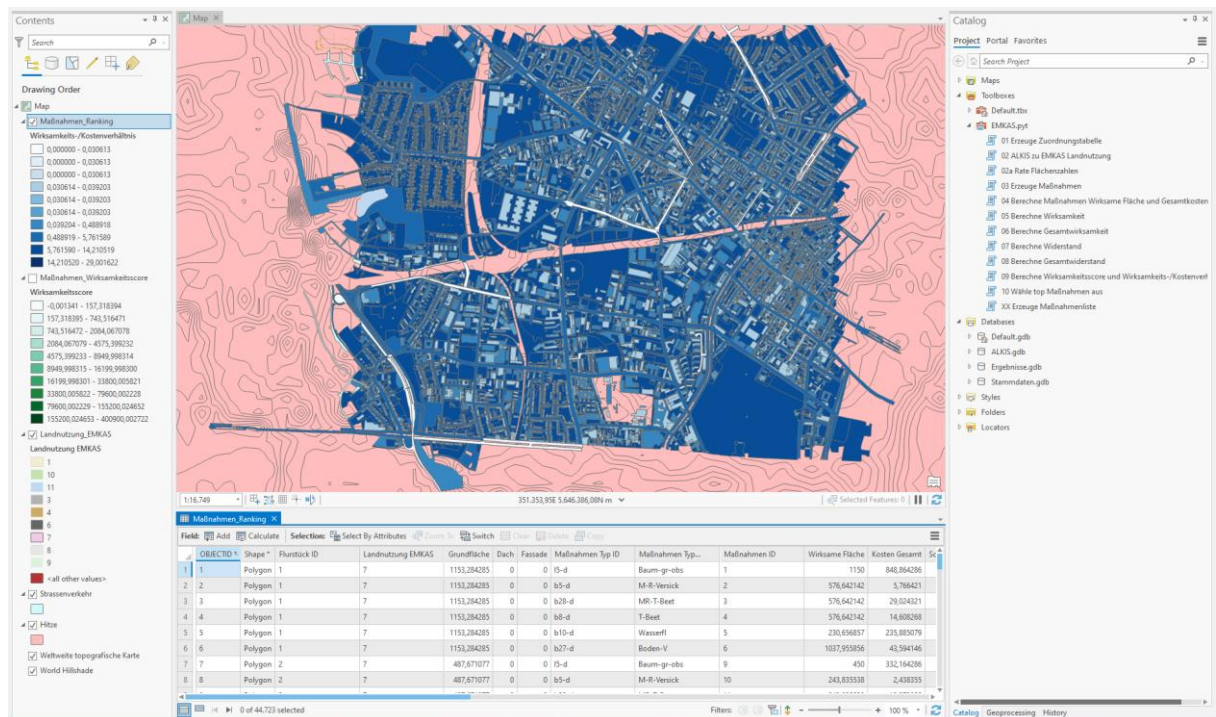 Contents
Search
Drawing Order
Map
Maßnahmen_Ranking
Wirksamkeits-/Kostenverhältnis
0,000000 - 0,030613
0,000000 - 0,030613
0,000000 - 0,030613
0,030614 - 0,039203
0,030614 - 0,039203
0,030614 - 0,039203
0,039204 - 0,488918
0,488919 - 5,761589
5,761590 - 14,210519
14,210520 - 29,001622
Maßnahmen_Wirksamkeitsscore
Wirksamkeitsscore
-0,001341 - 157,318394
157,318395 - 743,516471
743,516472 - 2084,067078
2084,067079 - 4575,399232
4575,399233 - 8949,998314
8949,998315 - 16199,998300
16199,998301 - 33800,005821
33800,005822 - 79600,002228
79600,002229 - 155200,024652
155200,024653 - 400900,002722
Landnutzung_EMKAS
Landnutzung EMKAS
1
10
11
3
4
6
7
8
9
<all other values>
Strassenverkehr
Hitze
Weltweite topografische Karte
World Hillshade
Map
1:16.749
351.353,95E 5.646.386,08N m
Selected Features: 0
Maßnahmen_Ranking
Field: Add Calculate Selection: Select By Attributes Zoom To Switch Clear Delete Copy
OBJECTID * Shape * Flurstück ID Landnutzung EMKAS Grundfläche Dach Fassade Maßnahmen Typ ID Maßnahmen Typ... Maßnahmen ID Wirksame Fläche Kosten Gesamt Sc
1 1 Polygon 1 7 1153,284285 0 0 l5-d Baum-gr-obs 1 1150 848,864286
2 2 Polygon 1 7 1153,284285 0 0 b5-d M-R-Versick 2 576,642142 5,766421
3 3 Polygon 1 7 1153,284285 0 0 b28-d MR-T-Beet 3 576,642142 29,024321
4 4 Polygon 1 7 1153,284285 0 0 b8-d T-Beet 4 576,642142 14,608268
5 5 Polygon 1 7 1153,284285 0 0 b10-d Wasserfl 5 230,656857 235,885079
6 6 Polygon 1 7 1153,284285 0 0 b27-d Boden-V 6 1037,955856 43,594146
7 7 Polygon 2 7 487,671077 0 0 l5-d Baum-gr-obs 9 450 332,164286
8 8 Polygon 2 7 487,671077 0 0 b5-d M-R-Versick 10 243,835538 2,438355
0 of 44.723 selected
Filters:
100 %
Catalog
Project Portal Favorites
Search Project
Maps
Toolboxes
Default.tbx
EMKAS.pyt
01 Erzeuge Zuordnungstabelle
02 ALKIS zu EMKAS Landnutzung
02a Rate Flächenzahlen
03 Erzeuge Maßnahmen
04 Berechne Maßnahmen Wirksame Fläche und Gesamtkosten
05 Berechne Wirksamkeit
06 Berechne Gesamtwirksamkeit
07 Berechne Widerstand
08 Berechne Gesamtwiderstand
09 Berechne Wirksamkeitsscore und Wirksamkeits-/Kostenverh
10 Wähle top Maßnahmen aus
XX Erzeuge Maßnahmenliste
Databases
Default.gdb
ALKIS.gdb
Ergebnisse.gdb
Stammdaten.gdb
Styles
Folders
Locators
Catalog Geoprocessing History